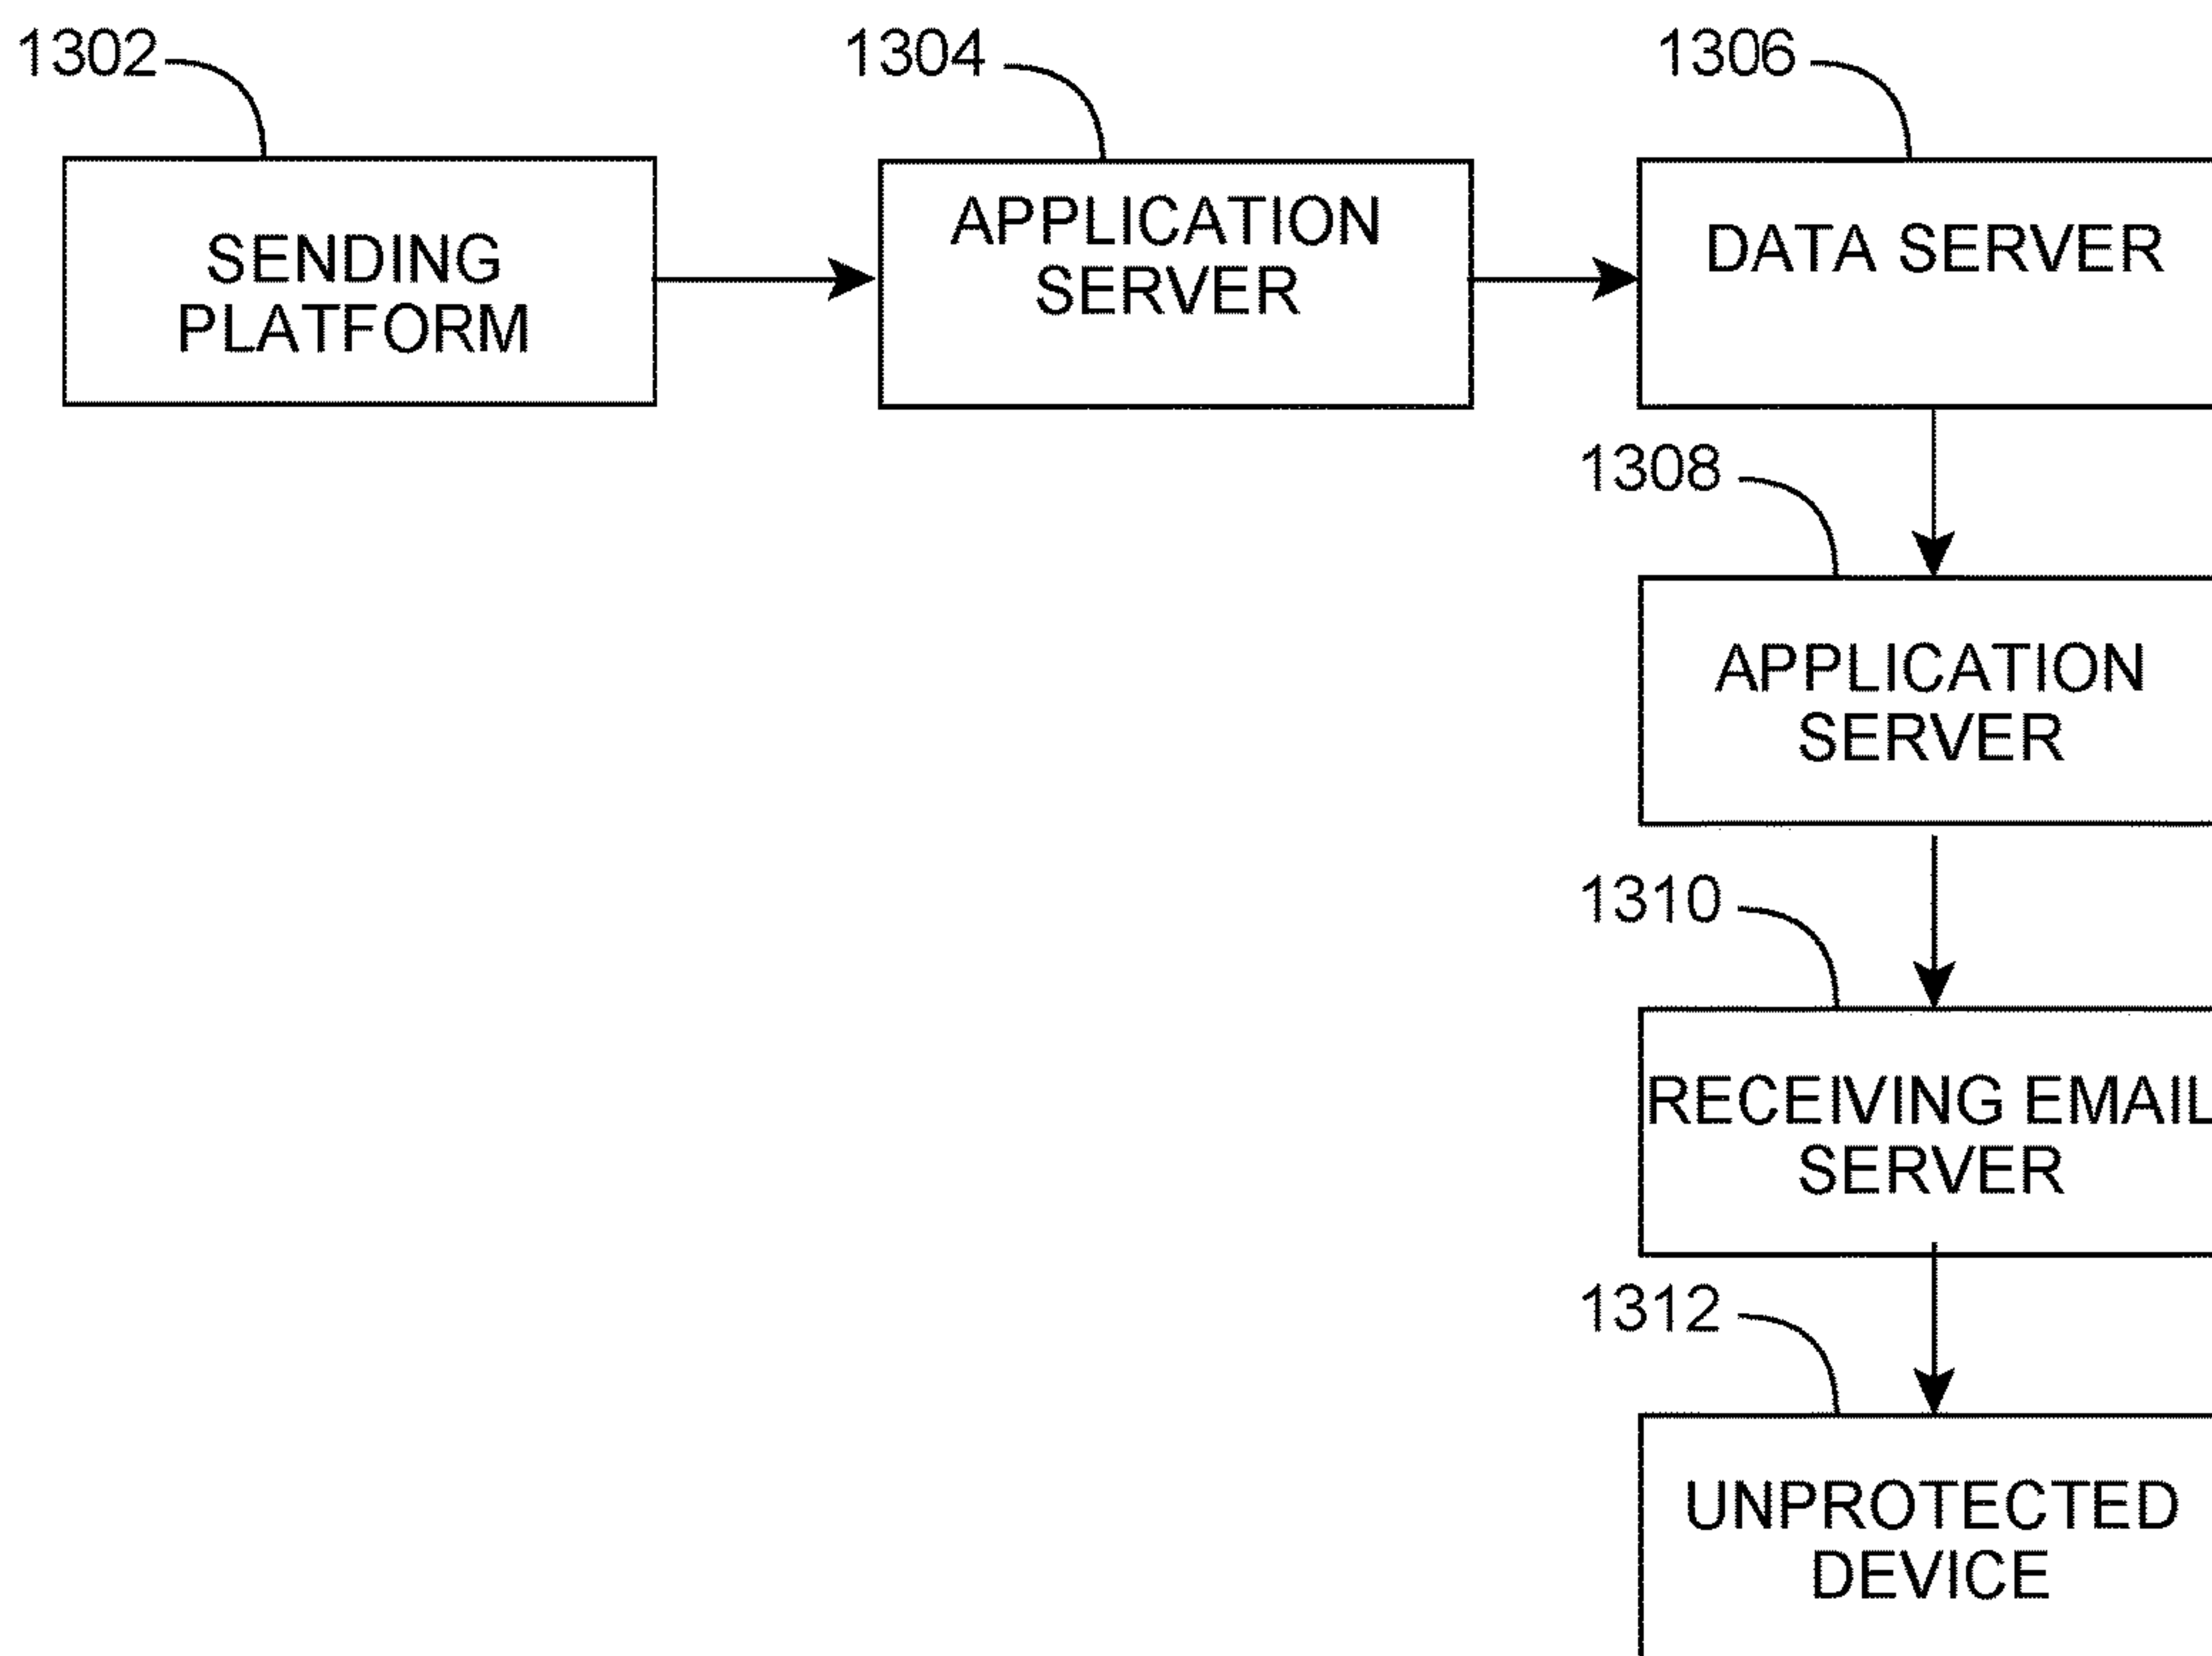 1302
1304
1306
SENDING
PLATFORM
APPLICATION
SERVER
DATA SERVER
1308
APPLICATION
SERVER
1310
RECEIVING EMAIL
SERVER
1312
UNPROTECTED
DEVICE